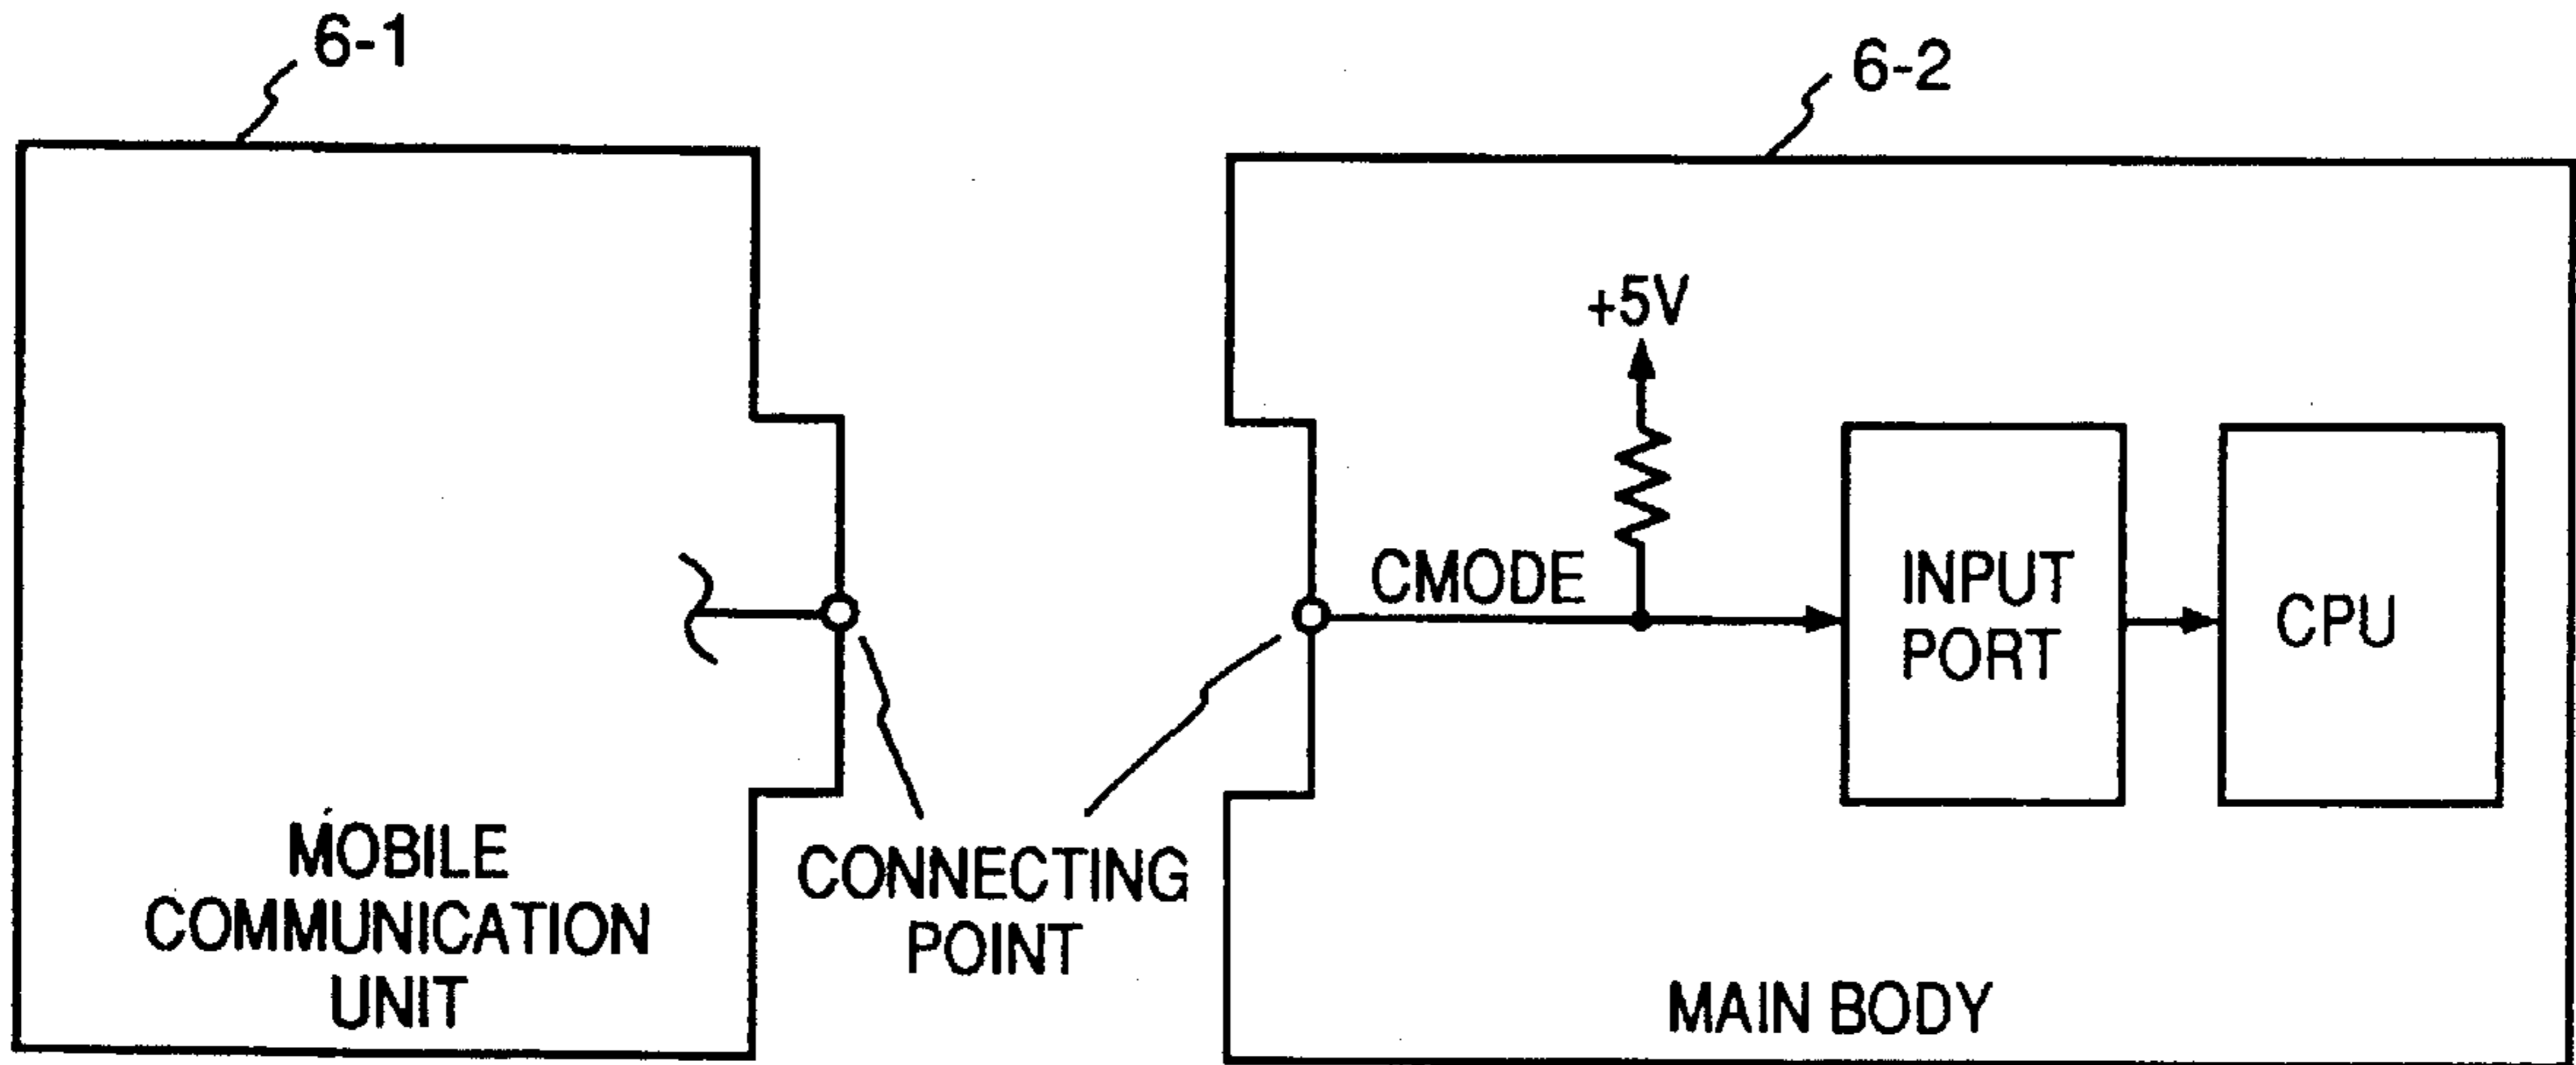 6-1
6-2
+5V
CMODE
INPUT
PORT
CPU
MOBILE
COMMUNICATION
UNIT
CONNECTING
POINT
MAIN BODY